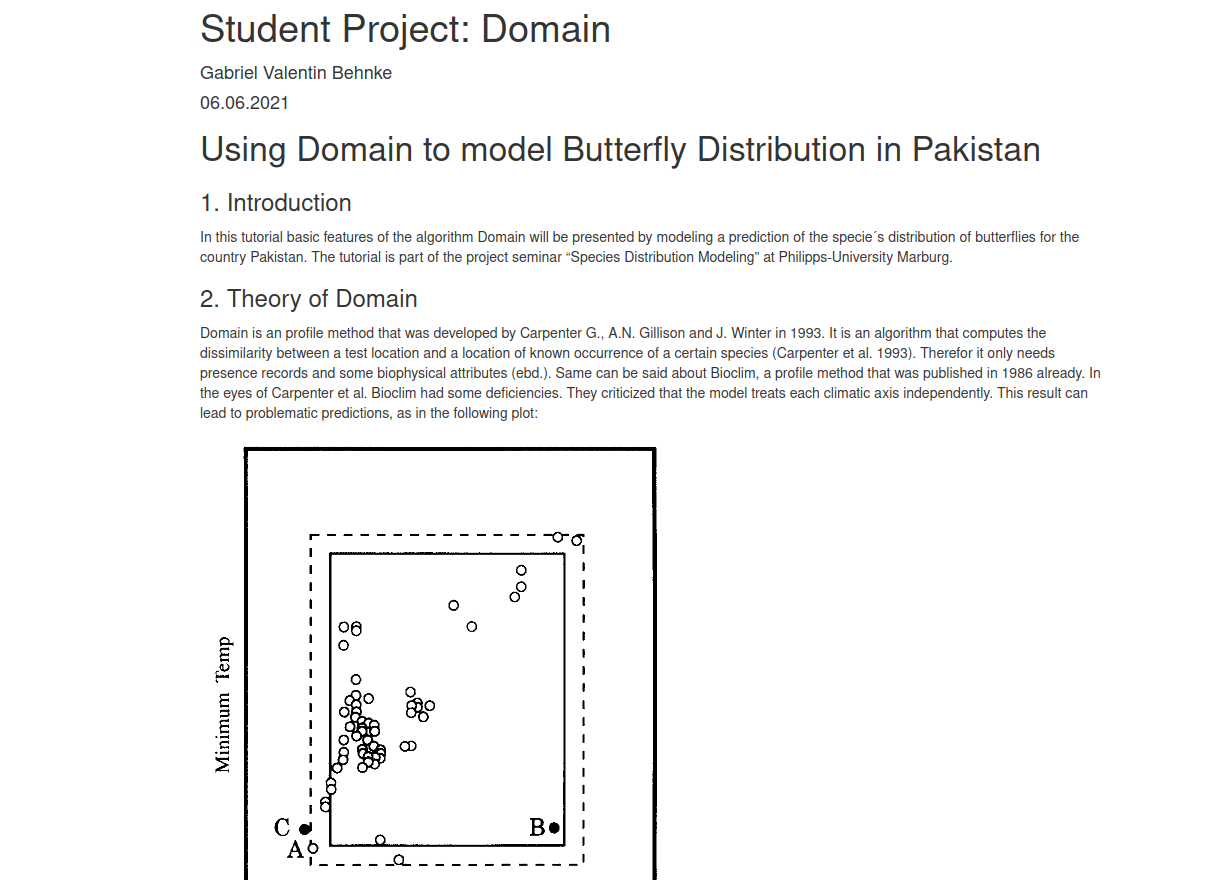 Student Project: Domain
Gabriel Valentin Behnke
06.06.2021
Using Domain to model Butterfly Distribution in Pakistan
1. Introduction
In this tutorial basic features of the algorithm Domain will be presented by modeling a prediction of the specie´s distribution of butterflies for the
country Pakistan. The tutorial is part of the project seminar “Species Distribution Modeling” at Philipps-University Marburg.
2. Theory of Domain
Domain is an profile method that was developed by Carpenter G., A.N. Gillison and J. Winter in 1993. It is an algorithm that computes the
dissimilarity between a test location and a location of known occurrence of a certain species (Carpenter et al. 1993). Therefor it only needs
presence records and some biophysical attributes (ebd.). Same can be said about Bioclim, a profile method that was published in 1986 already. In
the eyes of Carpenter et al. Bioclim had some deficiencies. They criticized that the model treats each climatic axis independently. This result can
lead to problematic predictions, as in the following plot:
Minimum Temp
C
B
A